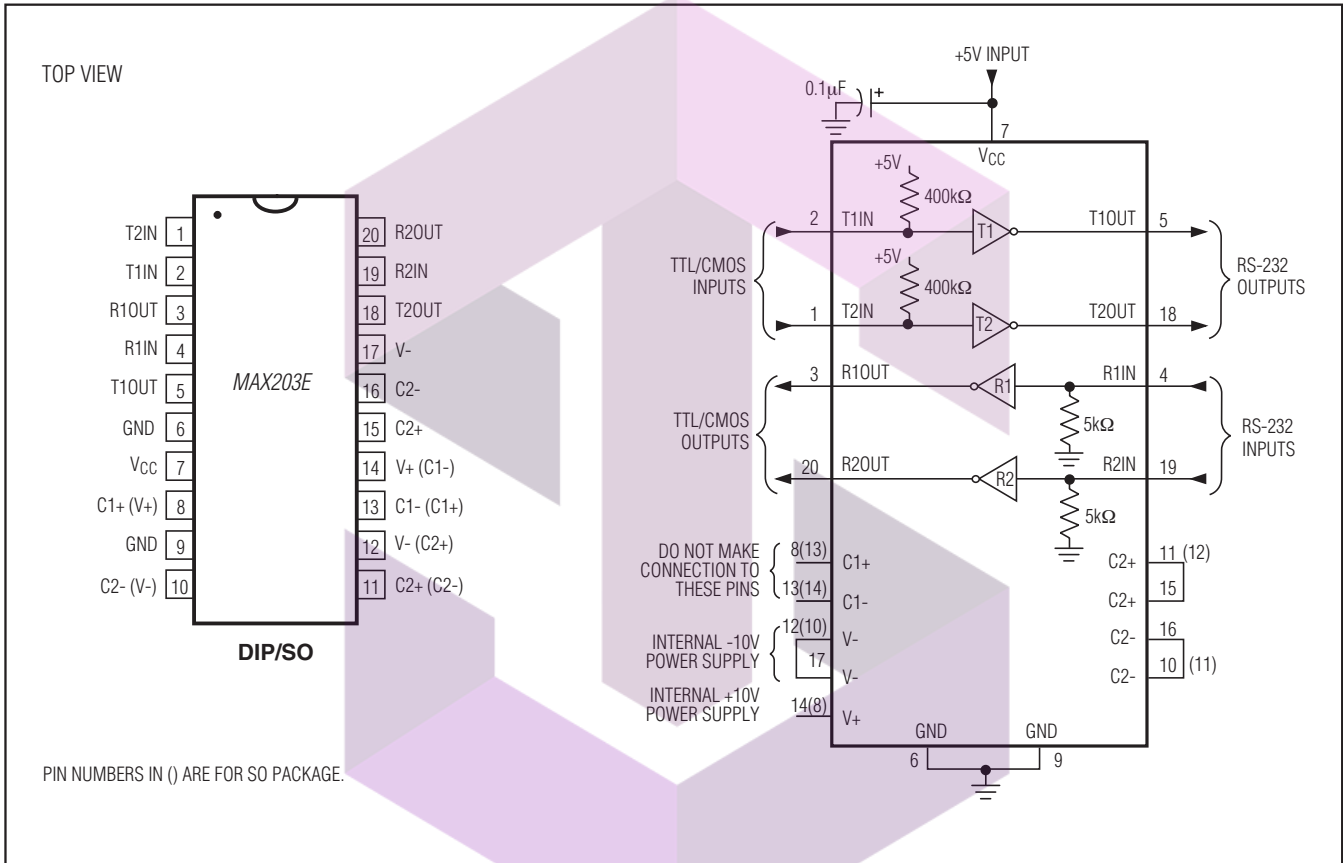 TOP VIEW
T2IN 1
T1IN 2
R1OUT 3
R1IN 4
T1OUT 5
GND 6
VCC 7
C1+ (V+) 8
GND 9
C2- (V-) 10
MAX203E
20 R2OUT
19 R2IN
18 T2OUT
17 V-
16 C2-
15 C2+
14 V+ (C1-)
13 C1- (C1+)
12 V- (C2+)
11 C2+ (C2-)
DIP/SO
PIN NUMBERS IN () ARE FOR SO PACKAGE.
+5V INPUT
0.1µF +
7
VCC
+5V
400kΩ
2 T1IN T1 T1OUT 5
+5V
400kΩ
1 T2IN T2 T2OUT 18
TTL/CMOS
INPUTS
RS-232
OUTPUTS
3 R1OUT R1 R1IN 4
5kΩ
20 R2OUT R2 R2IN 19
5kΩ
TTL/CMOS
OUTPUTS
RS-232
INPUTS
DO NOT MAKE
CONNECTION TO
THESE PINS
8(13) C1+
13(14) C1-
INTERNAL -10V
POWER SUPPLY
12(10) V-
17 V-
INTERNAL +10V
POWER SUPPLY
14(8) V+
C2+ 11 (12)
C2+ 15
C2- 16
C2- 10 (11)
GND GND
6 9